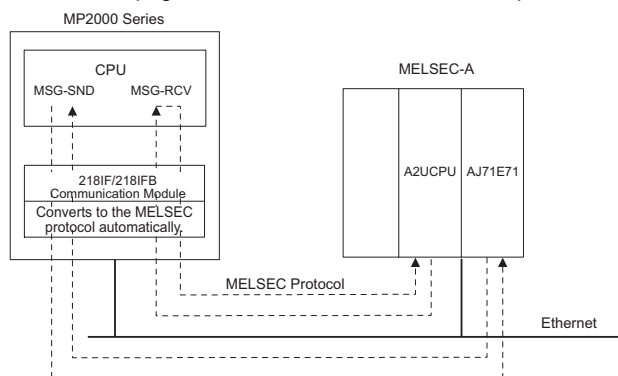 MP2000 Series
CPU
MSG-SND MSG-RCV
218IF/218IFB
Communication Module
Converts to the MELSEC
protocol automatically.
MELSEC-A
A2UCPU AJ71E71
MELSEC Protocol
Ethernet